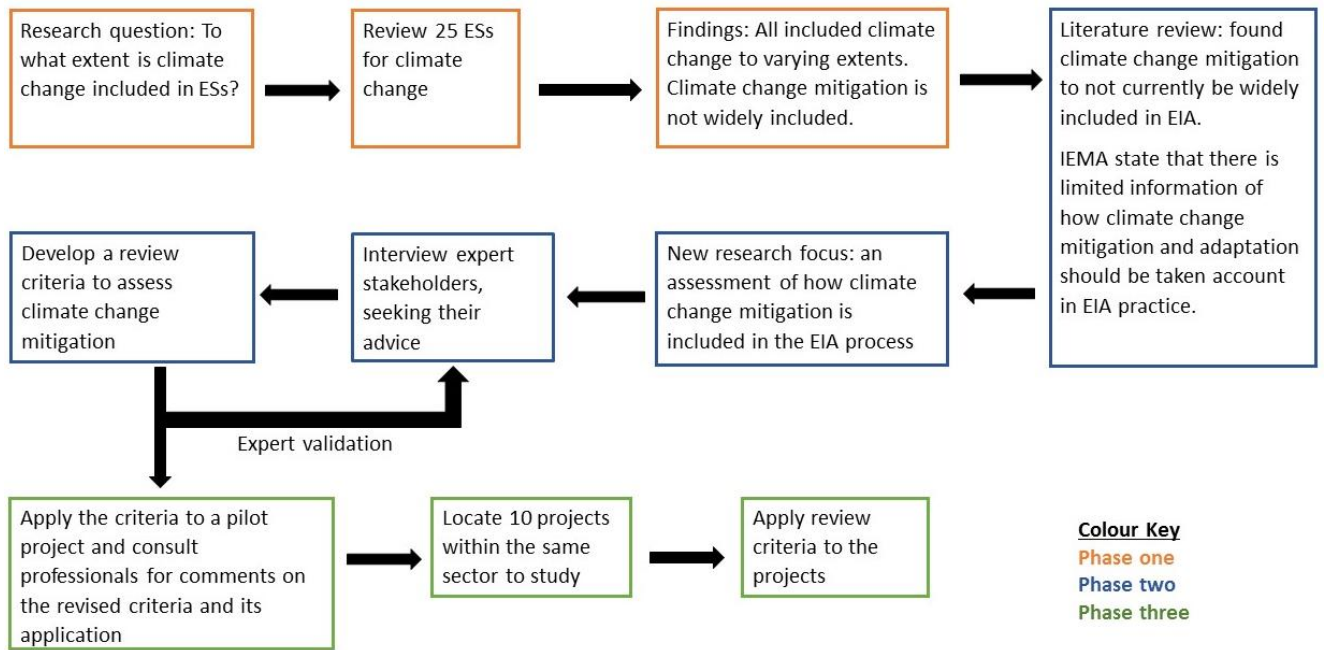 Research question: To
what extent is climate
change included in ESs?
Review 25 ESs
for climate
change
Findings: All included climate
change to varying extents.
Climate change mitigation is
not widely included.
Literature review: found
climate change mitigation
to not currently be widely
included in EIA.
IEMA state that there is
limited information of
how climate change
mitigation and adaptation
should be taken account
in EIA practice.
New research focus: an
assessment of how climate
change mitigation is
included in the EIA process
Interview expert
stakeholders,
seeking their
advice
Develop a review
criteria to assess
climate change
mitigation
Expert validation
Apply the criteria to a pilot
project and consult
professionals for comments on
the revised criteria and its
application
Locate 10 projects
within the same
sector to study
Apply review
criteria to the
projects
Colour Key
Phase one
Phase two
Phase three